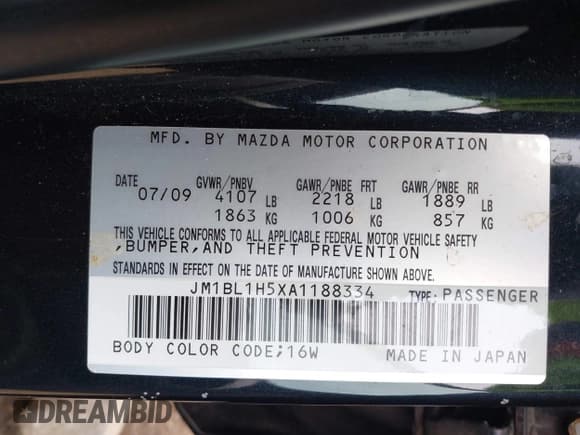 MFD. BY MAZDA MOTOR CORPORATION
DATE GVWR/PNBV GAWR/PNBE FRT GAWR/PNBE RR
07/09 4107 LB 2218 LB 1889 LB
1863 KG 1006 KG 857 KG
THIS VEHICLE CONFORMS TO ALL APPLICABLE FEDERAL MOTOR VEHICLE SAFETY
,BUMPER,AND THEFT PREVENTION
STANDARDS IN EFFECT ON THE DATE OF MANUFACTURE SHOWN ABOVE.
JM1BL1H5XA1188334 TYPE: PASSENGER
BODY COLOR CODE;16W MADE IN JAPAN
DREAMBID